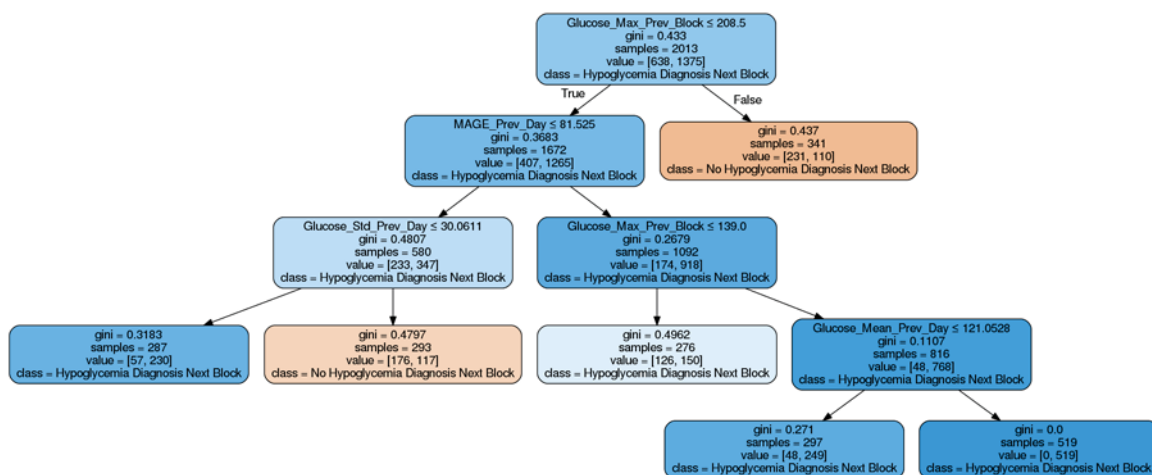 Glucose_Max_Prev_Block ≤ 208.5
gini = 0.433
samples = 2013
value = [638, 1375]
class = Hypoglycemia Diagnosis Next Block
True
False
MAGE_Prev_Day ≤ 81.525
gini = 0.3683
samples = 1672
value = [407, 1265]
class = Hypoglycemia Diagnosis Next Block
gini = 0.437
samples = 341
value = [231, 110]
class = No Hypoglycemia Diagnosis Next Block
Glucose_Std_Prev_Day ≤ 30.0611
gini = 0.4807
samples = 580
value = [233, 347]
class = Hypoglycemia Diagnosis Next Block
Glucose_Max_Prev_Block ≤ 139.0
gini = 0.2679
samples = 1092
value = [174, 918]
class = Hypoglycemia Diagnosis Next Block
gini = 0.3183
samples = 287
value = [57, 230]
class = Hypoglycemia Diagnosis Next Block
gini = 0.4797
samples = 293
value = [176, 117]
class = No Hypoglycemia Diagnosis Next Block
gini = 0.4962
samples = 276
value = [126, 150]
class = Hypoglycemia Diagnosis Next Block
Glucose_Mean_Prev_Day ≤ 121.0528
gini = 0.1107
samples = 816
value = [48, 768]
class = Hypoglycemia Diagnosis Next Block
gini = 0.271
samples = 297
value = [48, 249]
class = Hypoglycemia Diagnosis Next Block
gini = 0.0
samples = 519
value = [0, 519]
class = Hypoglycemia Diagnosis Next Block